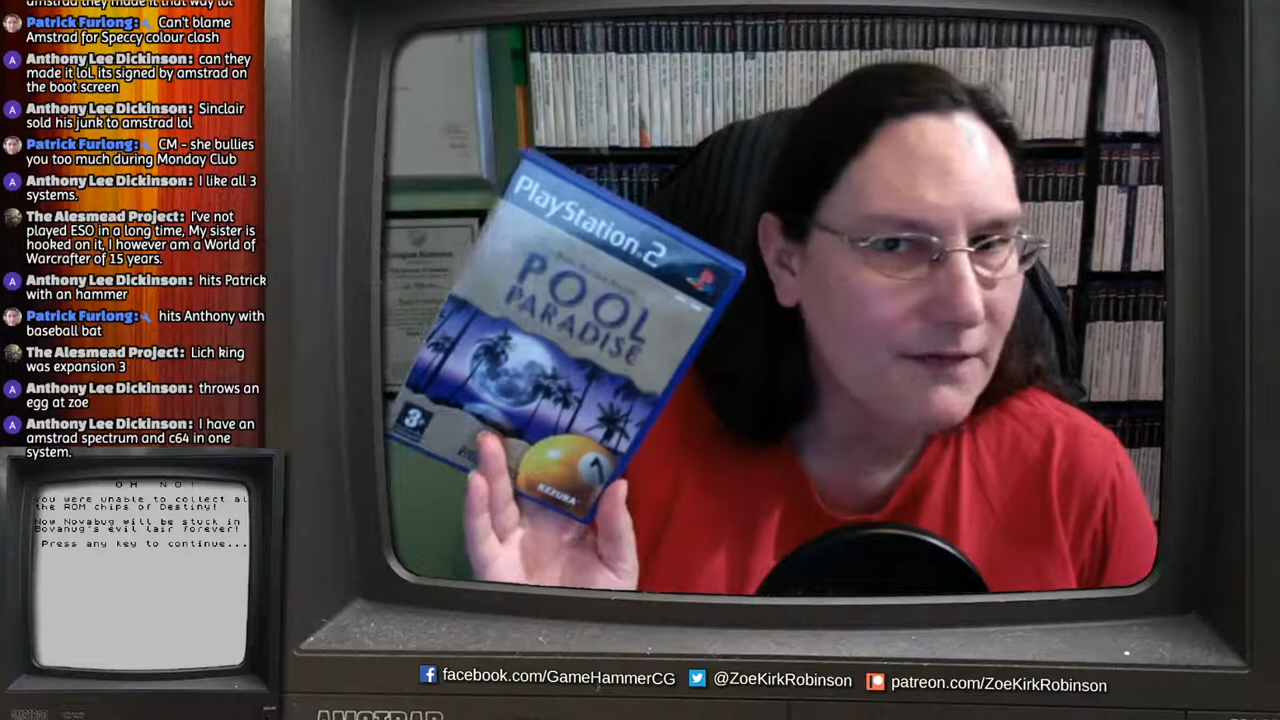 amstrad they made it that way lol
Patrick Furlong: Can't blame
Amstrad for Speccy colour clash
Anthony Lee Dickinson: can they
made it lol, its signed by amstrad on
the boot screen
Anthony Lee Dickinson: Sinclair
sold his junk to amstrad lol
Patrick Furlong: CM - she bullies
you too much during Monday Club
Anthony Lee Dickinson: I like all 3
systems.
The Alesmead Project: I've not
played ESO in a long time, My sister is
hooked on it, I however am a World of
Warcrafter of 15 years.
Anthony Lee Dickinson: hits Patrick
with an hammer
Patrick Furlong: hits Anthony with
baseball bat
The Alesmead Project: Lich king
was expansion 3
Anthony Lee Dickinson: throws an
egg at zoe
Anthony Lee Dickinson: I have an
amstrad spectrum and c64 in one
system.
OH NO!
You were unable to collect al
the ROM chips of Destiny!
Now Novabug will be stuck in
Bovanug's evil lair forever!
Press any key to continue...
PlayStation.2
POOL
PARADISE
3+
KEZURA
facebook.com/GameHammerCG @ZoeKirkRobinson patreon.com/ZoeKirkRobinson
AMSTRAD